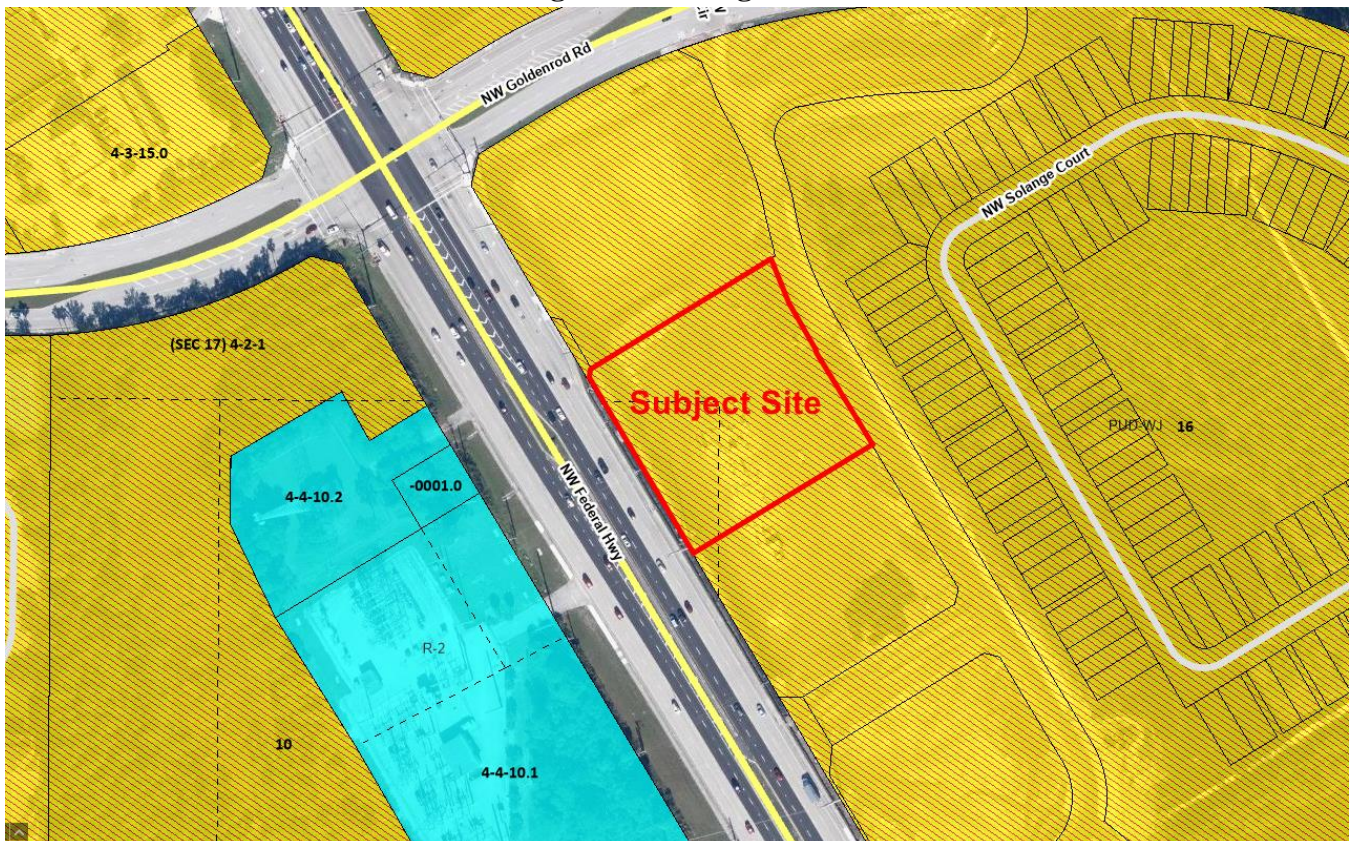 NW Goldenrod Rd
4-3-15.0
NW Solange Court
(SEC 17) 4-2-1
Subject Site
PUD-WJ 16
4-4-10.2
-0001.0
NW Federal Hwy
R-2
10
4-4-10.1